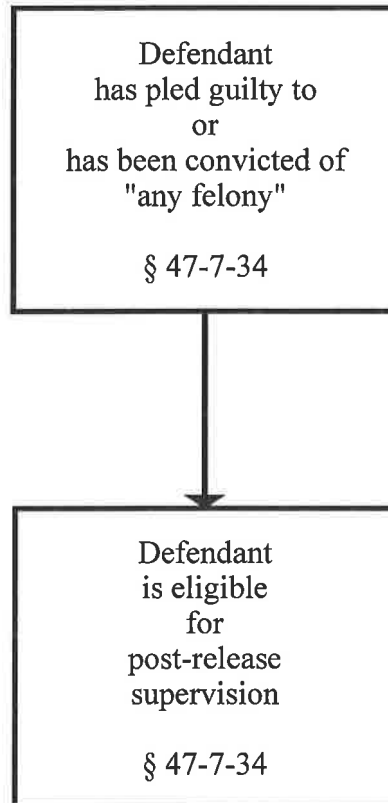 Defendant
has pled guilty to
or
has been convicted of
"any felony"
§ 47-7-34
Defendant
is eligible
for
post-release
supervision
§ 47-7-34